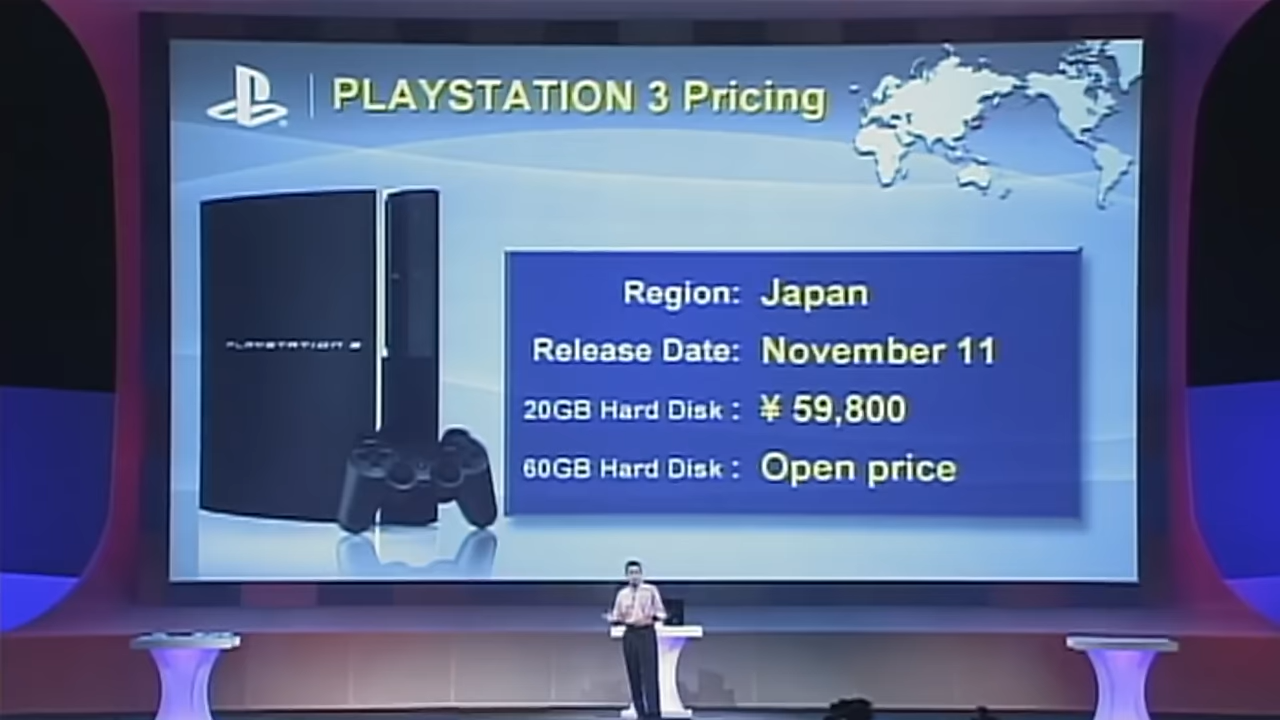 PLAYSTATION 3 Pricing
PLAYSTATION 3
Region: Japan
Release Date: November 11
20GB Hard Disk : ¥ 59,800
60GB Hard Disk : Open price